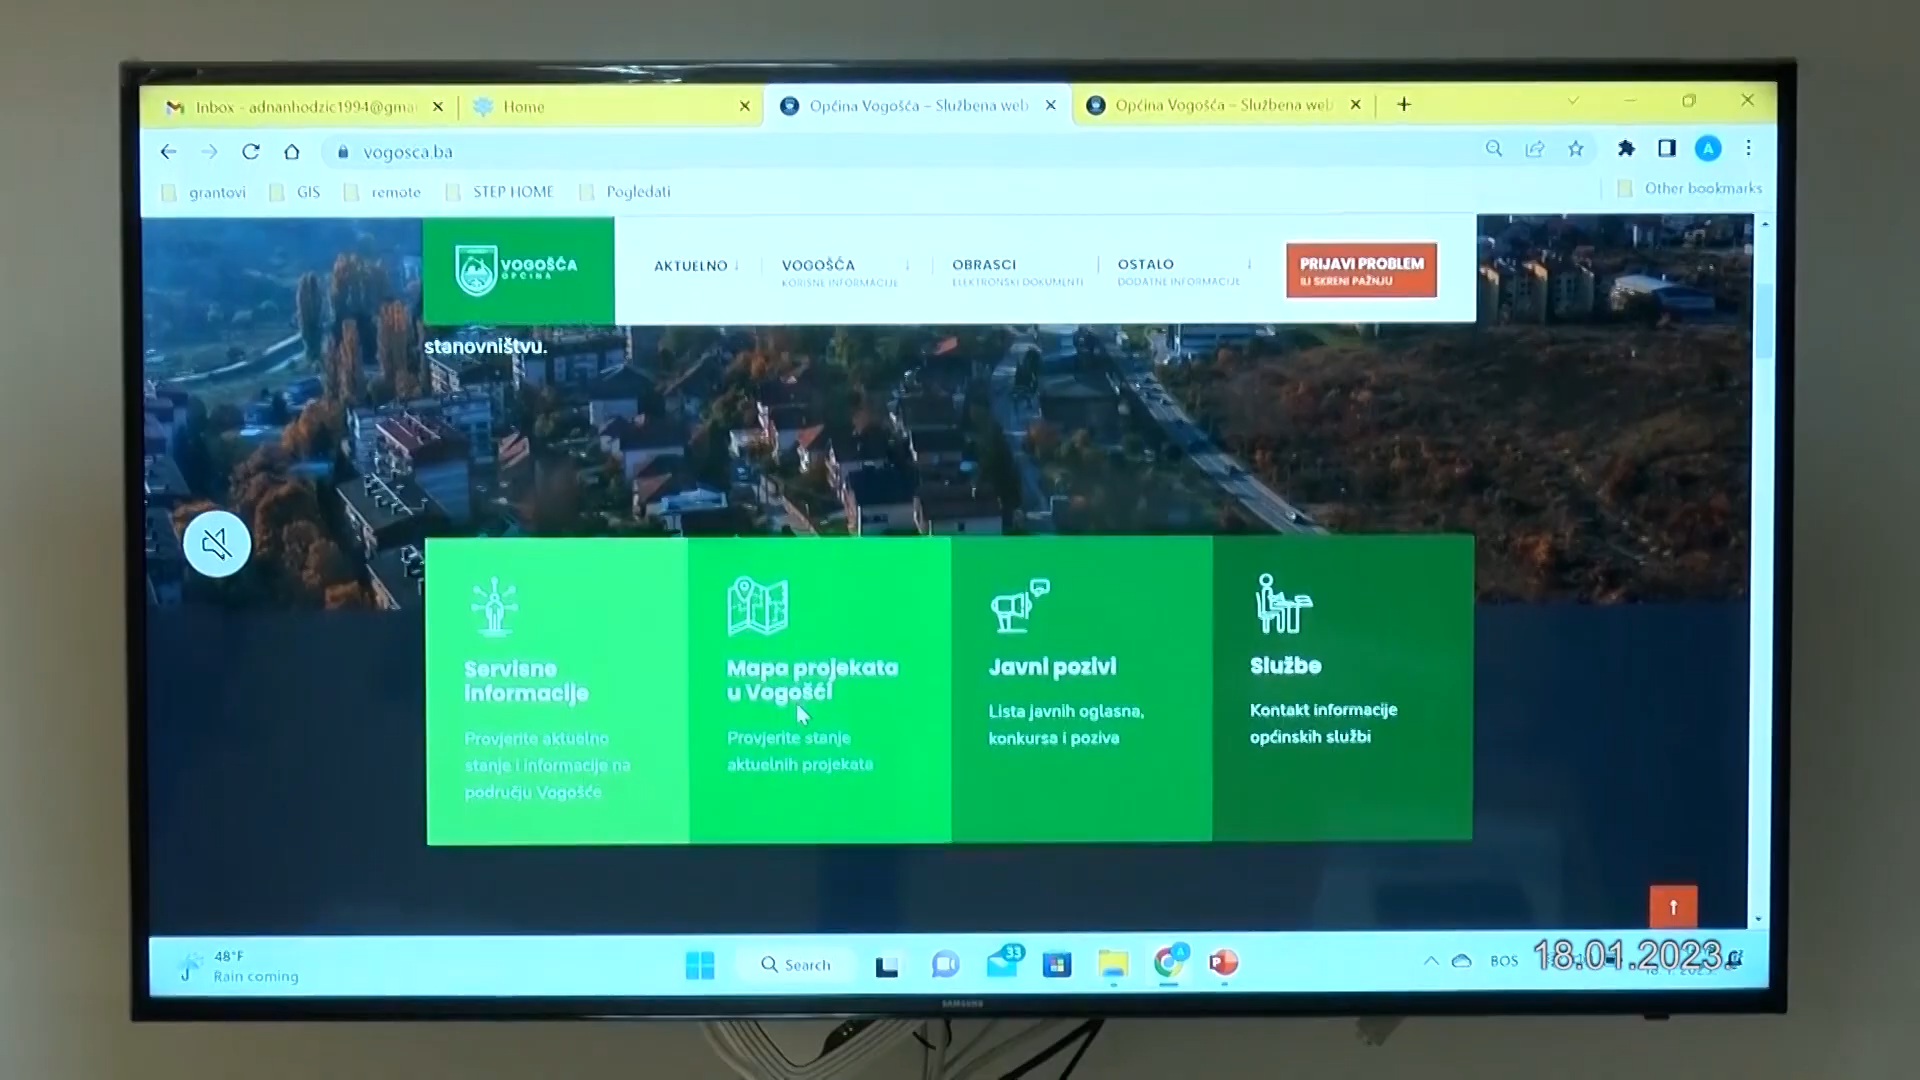 Inbox - adnanhodzic1994@gma
Home
Općina Vogošća – Službena web
Općina Vogošća – Službena web
vogosca.ba
A
grantovi
GIS
remote
STEP HOME
Pogledati
Other bookmarks
VOGOŠĆA
OPĆINA
AKTUELNO
VOGOŠĆA
KORISNE INFORMACIJE
OBRASCI
ELEKTRONSKI DOKUMENTI
OSTALO
DODATNE INFORMACIJE
PRIJAVI PROBLEM
ILI SKRENI PAŽNJU
stanovništvu.
Servisne
informacije
Provjerite aktuelno
stanje i informacije na
području Vogošće
Mapa projekata
u Vogošći
Provjerite stanje
aktuelnih projekata
Javni pozivi
Lista javnih oglasna,
konkursa i poziva
Službe
Kontakt informacije
općinskih službi
48°F
Rain coming
Search
33
BOS
18.01.2023.
SAMSUNG